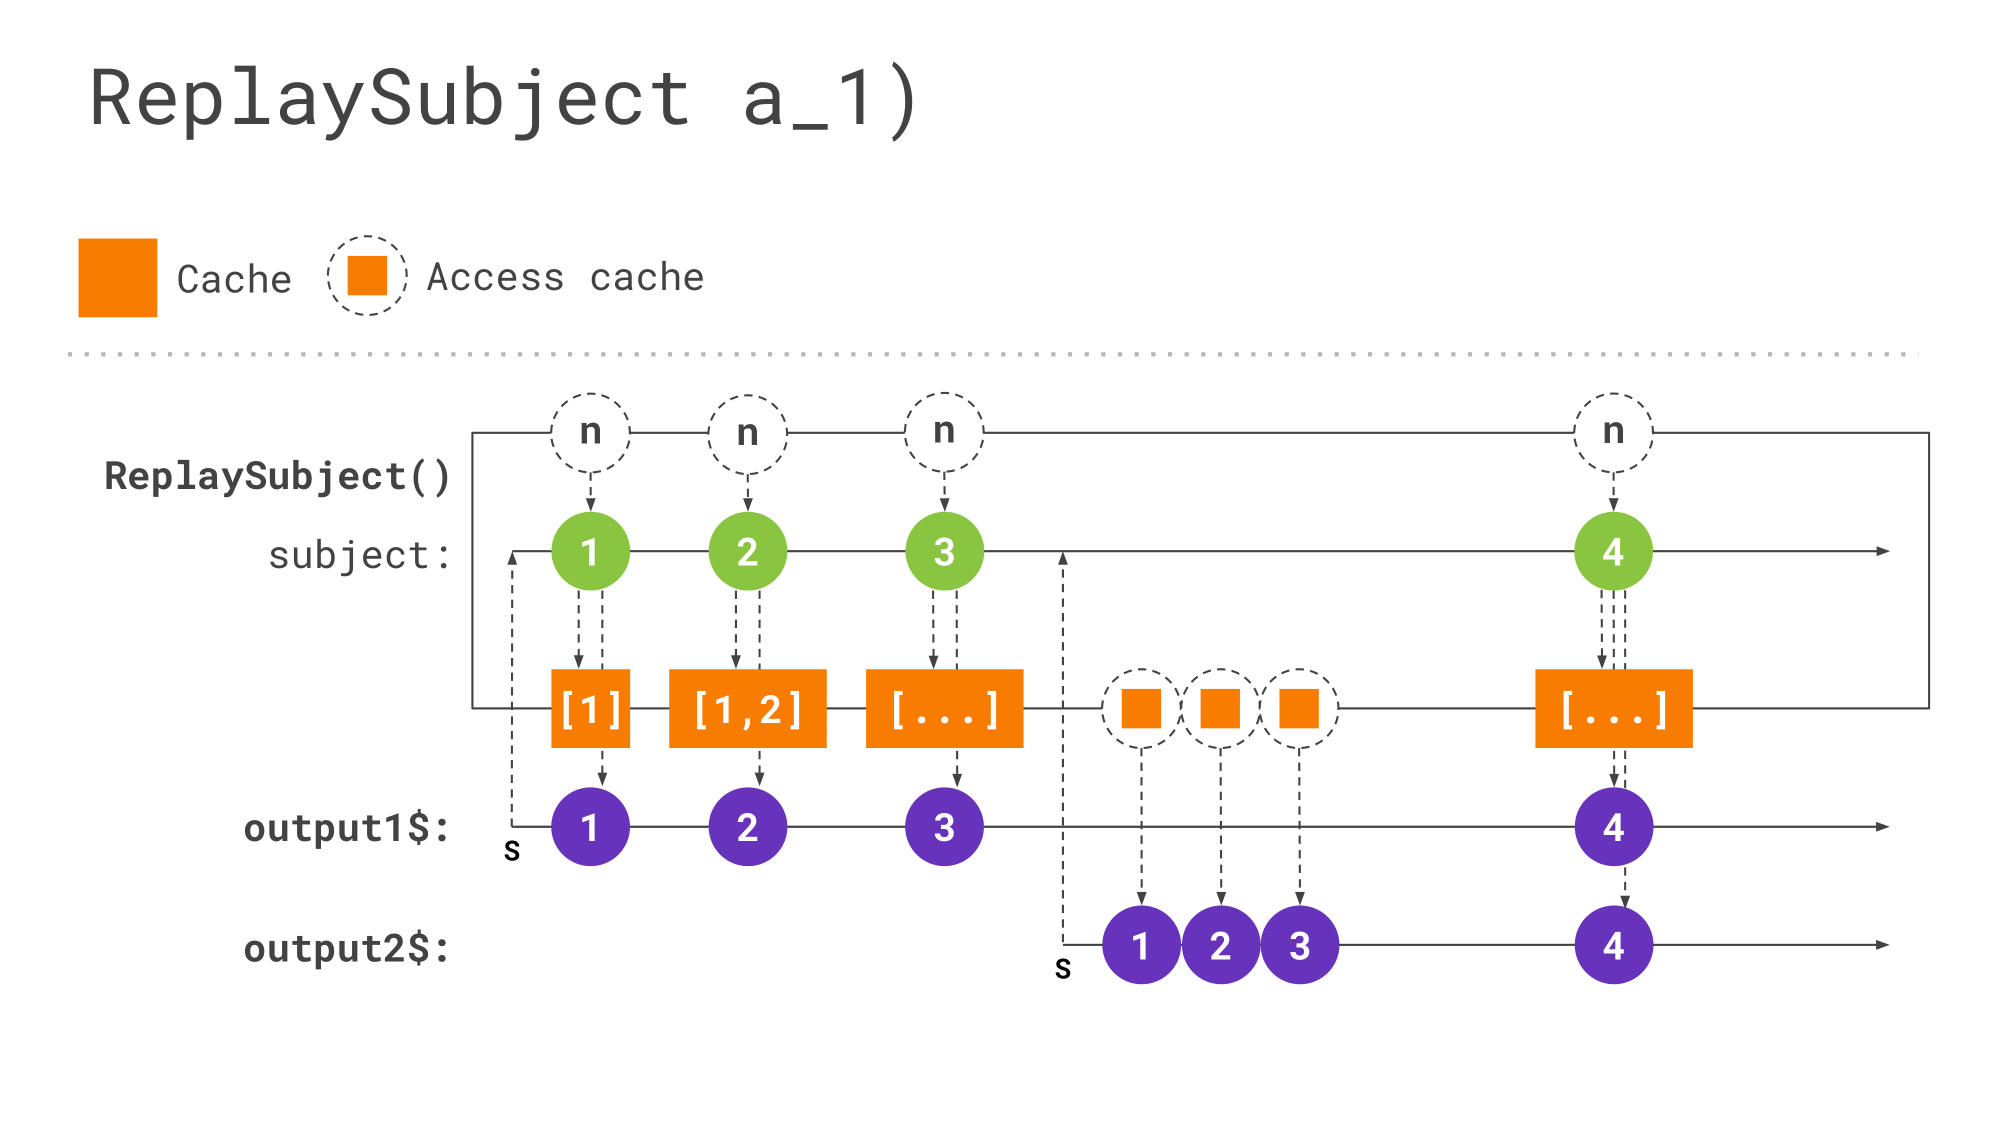 ReplaySubject a_1)
Cache Access cache
n n n n
ReplaySubject()
subject: 1 2 3 4
[1] [1,2] [...] [...]
output1$: 1 2 3 4
s
output2$: 1 2 3 4
s